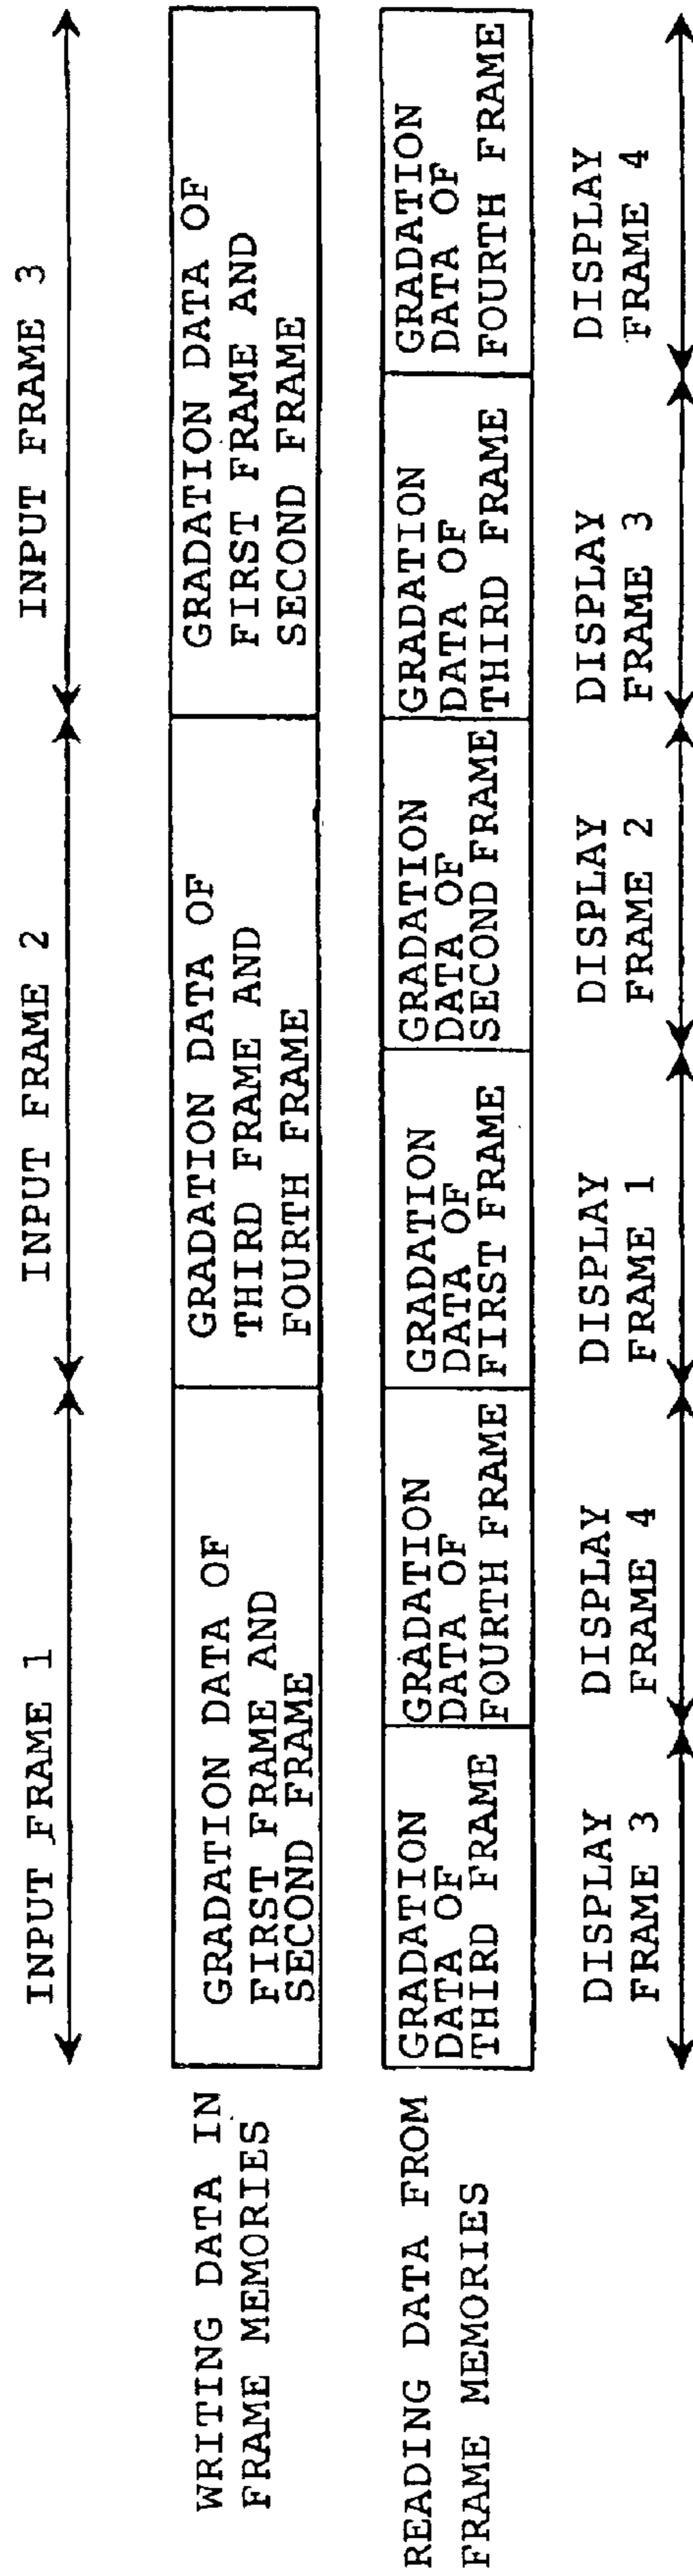 INPUT FRAME 1
INPUT FRAME 2
INPUT FRAME 3
WRITING DATA IN
FRAME MEMORIES
GRADATION DATA OF
FIRST FRAME AND
SECOND FRAME
GRADATION DATA OF
THIRD FRAME AND
FOURTH FRAME
GRADATION DATA OF
FIRST FRAME AND
SECOND FRAME
READING DATA FROM
FRAME MEMORIES
GRADATION
DATA OF
THIRD FRAME
GRADATION
DATA OF
FOURTH FRAME
GRADATION
DATA OF
FIRST FRAME
GRADATION
DATA OF
SECOND FRAME
GRADATION
DATA OF
THIRD FRAME
GRADATION
DATA OF
FOURTH FRAME
DISPLAY
FRAME 3
DISPLAY
FRAME 4
DISPLAY
FRAME 1
DISPLAY
FRAME 2
DISPLAY
FRAME 3
DISPLAY
FRAME 4